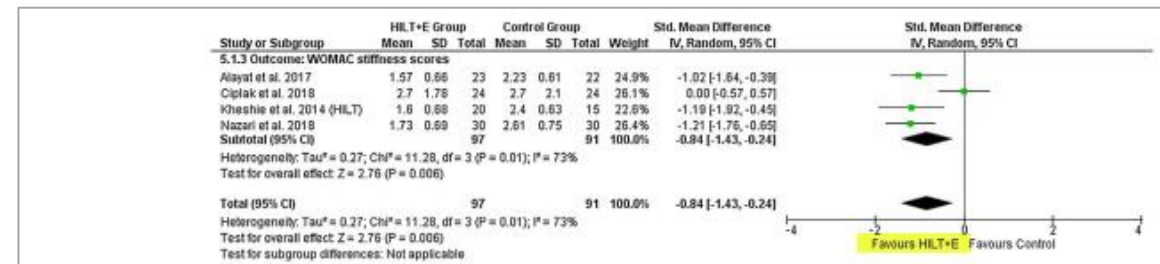 HILT+E Group Control Group Std. Mean Difference Std. Mean Difference
Study or Subgroup Mean SD Total Mean SD Total Weight IV, Random, 95% CI IV, Random, 95% CI
5.1.3 Outcome: WOMAC stiffness scores
Alayat et al. 2017 1.57 0.66 23 2.23 0.61 22 24.9% -1.02 [-1.64, -0.39]
Ciplak et al. 2018 2.7 1.78 24 2.7 2.1 24 26.1% 0.00 [-0.57, 0.57]
Kheshie et al. 2014 (HILT) 1.6 0.68 20 2.4 0.63 15 22.6% -1.19 [-1.92, -0.45]
Nazari et al. 2018 1.73 0.69 30 2.61 0.75 30 26.4% -1.21 [-1.76, -0.65]
Subtotal (95% CI) 97 91 100.0% -0.84 [-1.43, -0.24]
Heterogeneity: Tau² = 0.27; Chi² = 11.28, df = 3 (P = 0.01); I² = 73%
Test for overall effect: Z = 2.76 (P = 0.006)
Total (95% CI) 97 91 100.0% -0.84 [-1.43, -0.24]
Heterogeneity: Tau² = 0.27; Chi² = 11.28, df = 3 (P = 0.01); I² = 73%
Test for overall effect: Z = 2.76 (P = 0.006)
Test for subgroup differences: Not applicable
-4 -2 0 2 4
Favours HILT+E Favours Control